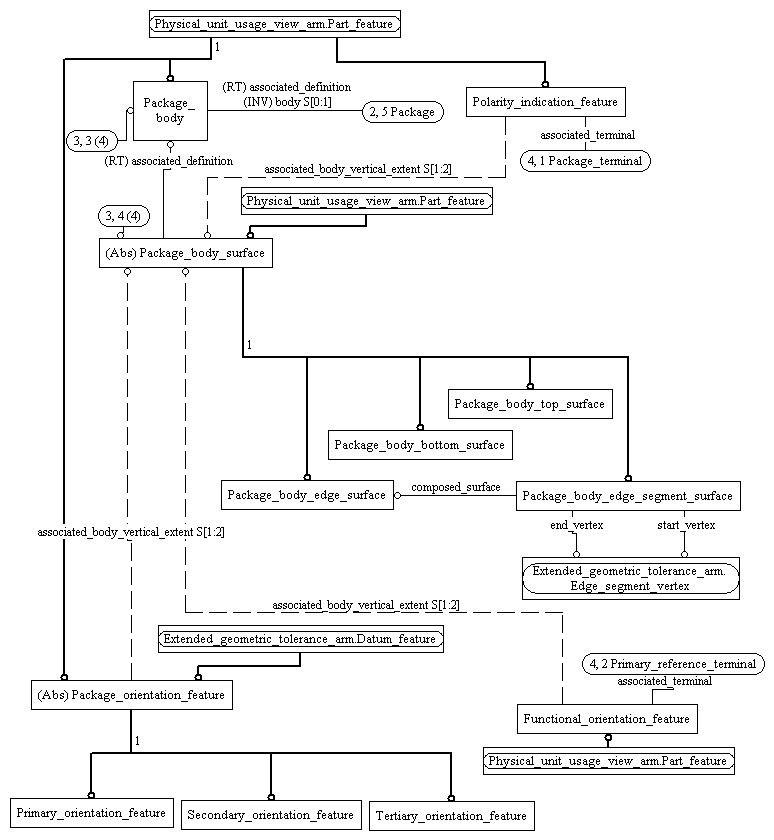 Physical_unit_usage_view_arm.Part_feature
1
(RT) associated_definition
(INV) body S[0:1]
Package_
body
2, 5 Package
Polarity_indication_feature
3, 3 (4)
associated_terminal
(RT) associated_definition
4, 1 Package_terminal
associated_body_vertical_extent S[1:2]
Physical_unit_usage_view_arm.Part_feature
3, 4 (4)
(Abs) Package_body_surface
1
Package_body_top_surface
Package_body_bottom_surface
Package_body_edge_surface
composed_surface
Package_body_edge_segment_surface
end_vertex
start_vertex
associated_body_vertical_extent S[1:2]
Extended_geometric_tolerance_arm.
Edge_segment_vertex
associated_body_vertical_extent S[1:2]
Extended_geometric_tolerance_arm.Datum_feature
4, 2 Primary_reference_terminal
associated_terminal
(Abs) Package_orientation_feature
Functional_orientation_feature
1
Physical_unit_usage_view_arm.Part_feature
Primary_orientation_feature
Secondary_orientation_feature
Tertiary_orientation_feature